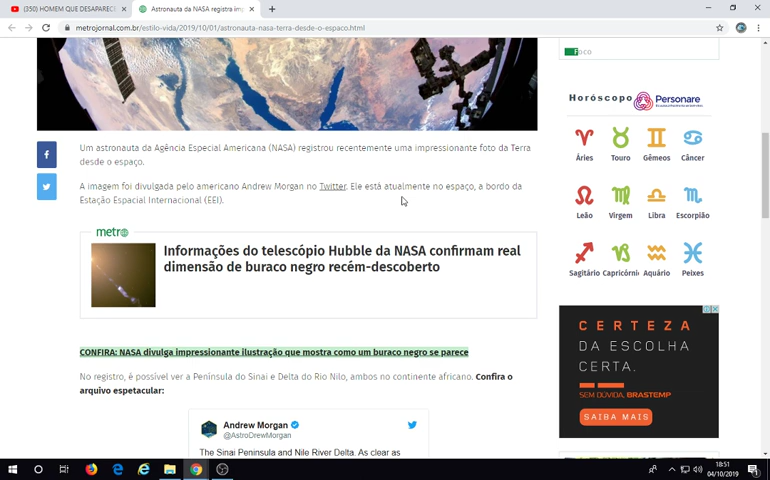 (350) HOMEM QUE DESAPARECE
Astronauta da NASA registra im
metrojornal.com.br/estilo-vida/2019/10/01/astronauta-nasa-terra-desde-o-espaco.html
Foco
Horóscopo Personare
Áries Touro Gêmeos Câncer
Leão Virgem Libra Escorpião
Sagitário Capricórni Aquário Peixes
Um astronauta da Agência Especial Americana (NASA) registrou recentemente uma impressionante foto da Terra
desde o espaço.
A imagem foi divulgada pelo americano Andrew Morgan no Twitter. Ele está atualmente no espaço, a bordo da
Estação Espacial Internacional (EEI).
metro
Informações do telescópio Hubble da NASA confirmam real
dimensão de buraco negro recém-descoberto
CONFIRA: NASA divulga impressionante ilustração que mostra como um buraco negro se parece
No registro, é possível ver a Península do Sinai e Delta do Rio Nilo, ambos no continente africano. Confira o
arquivo espetacular:
Andrew Morgan
@AstroDrewMorgan
The Sinai Peninsula and Nile River Delta. As clear as
CERTEZA
DA ESCOLHA
CERTA.
SEM DÚVIDA, BRASTEMP
SAIBA MAIS
18:51
04/10/2019